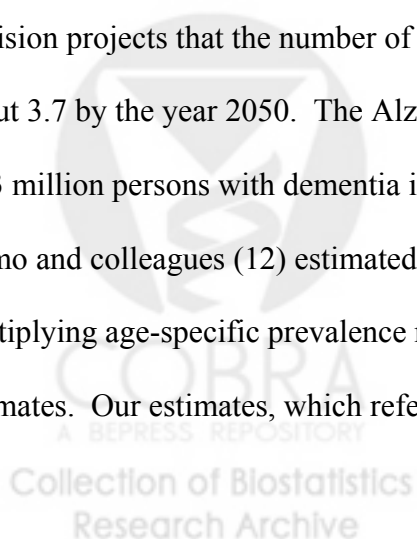 ision projects that the number of
ut 3.7 by the year 2050.  The Alz
million persons with dementia i
mo and colleagues (12) estimated
tiplying age-specific prevalence
mates.  Our estimates, which refe
COBRA
A BEPRESS REPOSITORY
Collection of Biostatistics
Research Archive